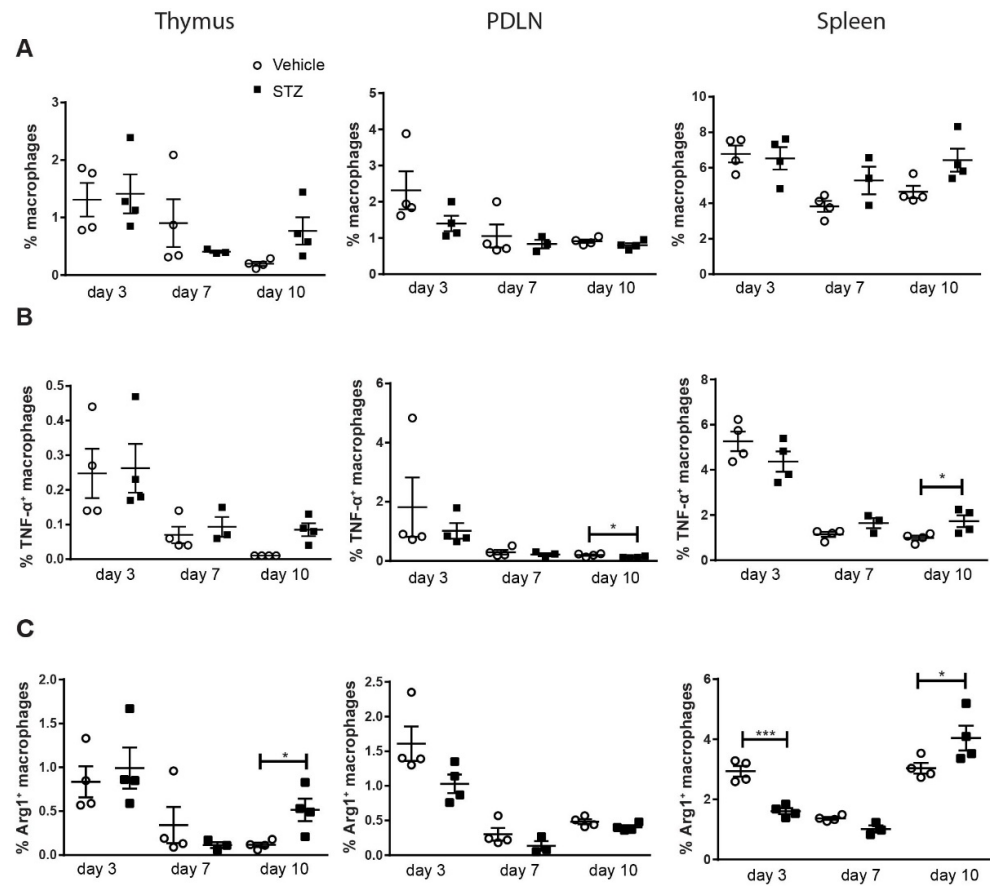 Thymus PDLN Spleen
A
Vehicle
STZ
% macrophages
3
2
1
0
day 3 day 7 day 10
% macrophages
5
4
3
2
1
0
day 3 day 7 day 10
% macrophages
10
8
6
4
2
0
day 3 day 7 day 10
B
% TNF-α⁺ macrophages
0.5
0.4
0.3
0.2
0.1
0.0
day 3 day 7 day 10
% TNF-α⁺ macrophages
6
4
2
0
*
day 3 day 7 day 10
% TNF-α⁺ macrophages
8
6
4
2
0
*
day 3 day 7 day 10
C
% Arg1⁺ macrophages
2.0
1.5
1.0
0.5
0.0
*
day 3 day 7 day 10
% Arg1⁺ macrophages
2.5
2.0
1.5
1.0
0.5
0.0
day 3 day 7 day 10
% Arg1⁺ macrophages
6
4
2
0
***
*
day 3 day 7 day 10